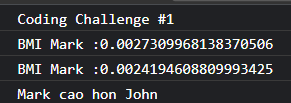 Coding Challenge #1
BMI Mark :0.0027309968138370506
BMI Mark :0.0024194608809993425
Mark cao hon John